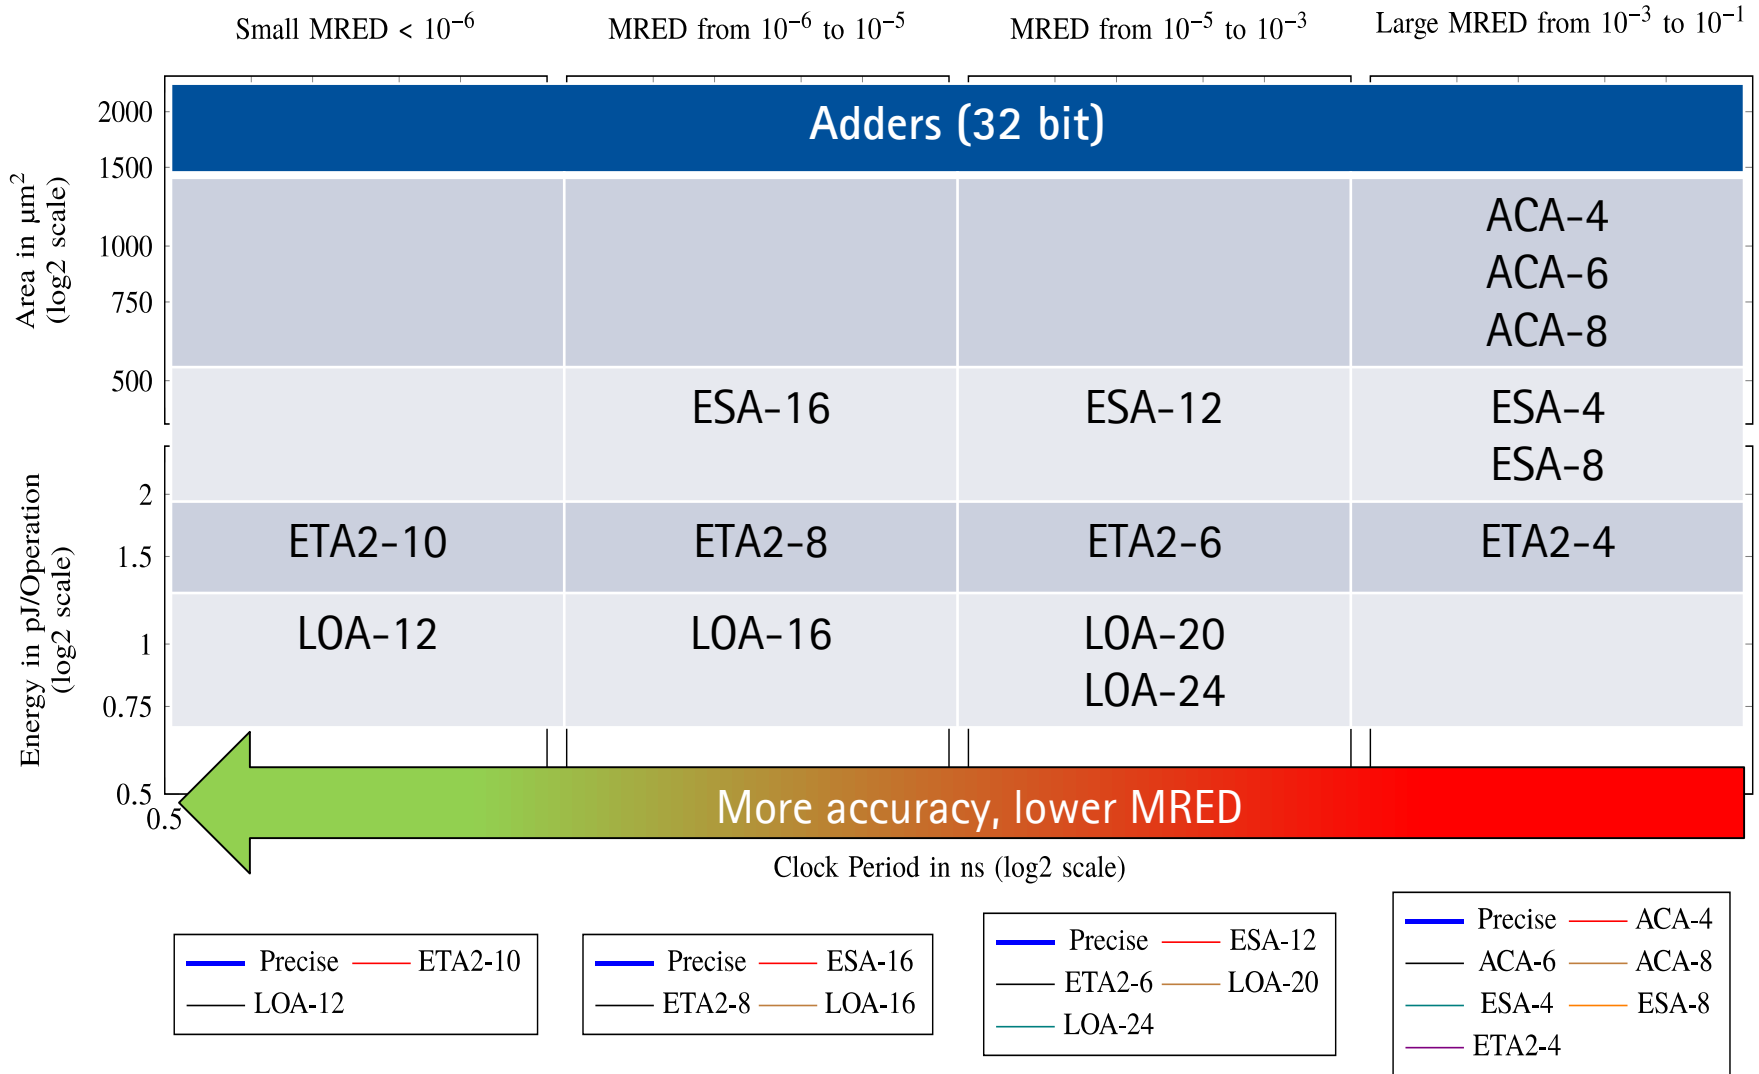 Small MRED < 10⁻⁶
MRED from 10⁻⁶ to 10⁻⁵
MRED from 10⁻⁵ to 10⁻³
Large MRED from 10⁻³ to 10⁻¹
Adders (32 bit)
Area in µm²
(log2 scale)
2000
1500
1000
750
500
ACA-4
ACA-6
ACA-8
ESA-16
ESA-12
ESA-4
ESA-8
Energy in pJ/Operation
(log2 scale)
2
1.5
1
0.75
0.5
ETA2-10
ETA2-8
ETA2-6
ETA2-4
LOA-12
LOA-16
LOA-20
LOA-24
0.5
More accuracy, lower MRED
Clock Period in ns (log2 scale)
Precise ETA2-10
LOA-12
Precise ESA-16
ETA2-8 LOA-16
Precise ESA-12
ETA2-6 LOA-20
LOA-24
Precise ACA-4
ACA-6 ACA-8
ESA-4 ESA-8
ETA2-4